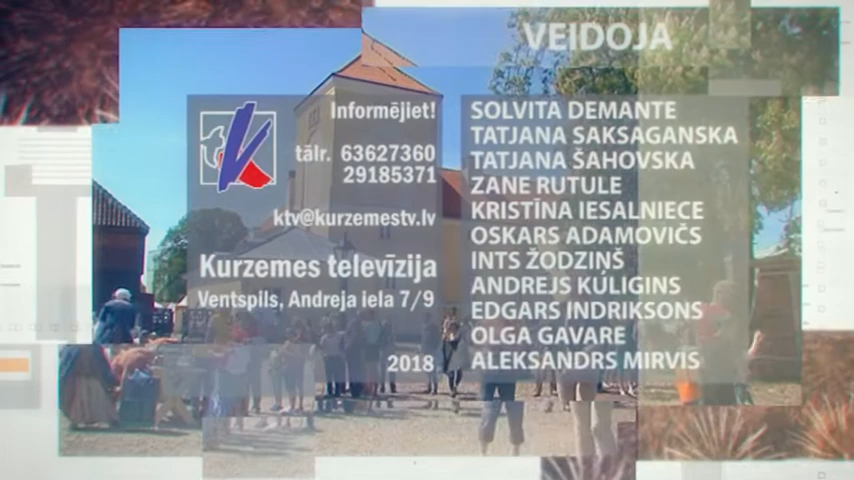 VEIDOJA
Informējiet!
tālr. 63627360
29185371
ktv@kurzemestv.lv
Kurzemes televīzija
Ventspils, Andreja iela 7/9
2018
SOLVITA DEMANTE
TATJANA SAKSAGANSKA
TATJANA ŠAHOVSKA
ZANE RUTULE
KRISTĪNA IESALNIECE
OSKARS ADAMOVIČS
INTS ŽODZIŅŠ
ANDREJS KUĻIGINS
EDGARS INDRIKSONS
OLGA GAVARE
ALEKSANDRS MIRVIS